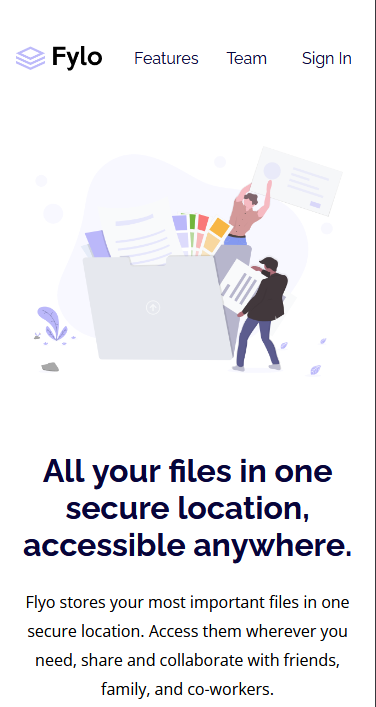 Fylo Features Team Sign In
All your files in one
secure location,
accessible anywhere.
Flyo stores your most important files in one
secure location. Access them wherever you
need, share and collaborate with friends,
family, and co-workers.